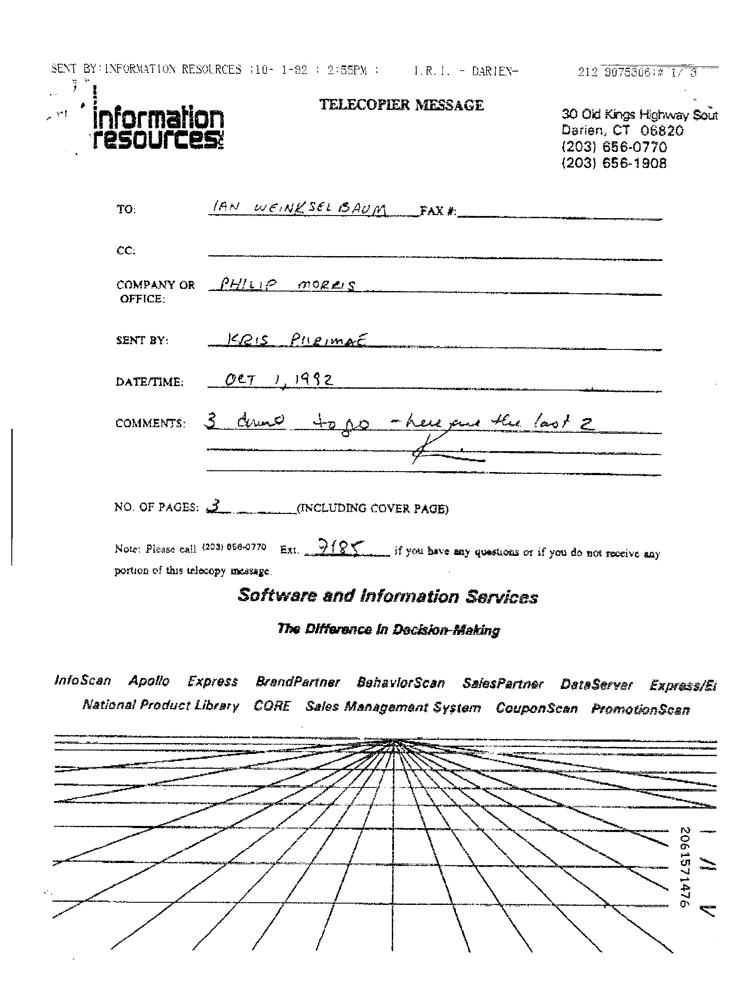 SENT BY:INFORMATION RESOURCES ;10- 1-92 ; 2:55PM ; I.R.I. - DARIEN- 212 9075306;# 1/ 3
information
resources
TELECOPIER MESSAGE
30 Old Kings Highway Sout
Darien, CT 06820
(203) 656-0770
(203) 656-1908
TO: IAN WEINKSELBAUM FAX #:
CC:
COMPANY OR PHILIP MORRIS
OFFICE:
SENT BY: KRIS PIIRIMAE
DATE/TIME: OCT 1, 1992
COMMENTS: 3 down to go - here are the last 2
NO. OF PAGES: 3 (INCLUDING COVER PAGE)
Note: Please call (203) 656-0770 Ext. 7185 if you have any questions or if you do not receive any
portion of this telecopy message.
Software and Information Services
The Difference In Decision-Making
InfoScan Apollo Express BrandPartner BehaviorScan SalesPartner DataServer Express/Ei
National Product Library CORE Sales Management System CouponScan PromotionScan
2061571476